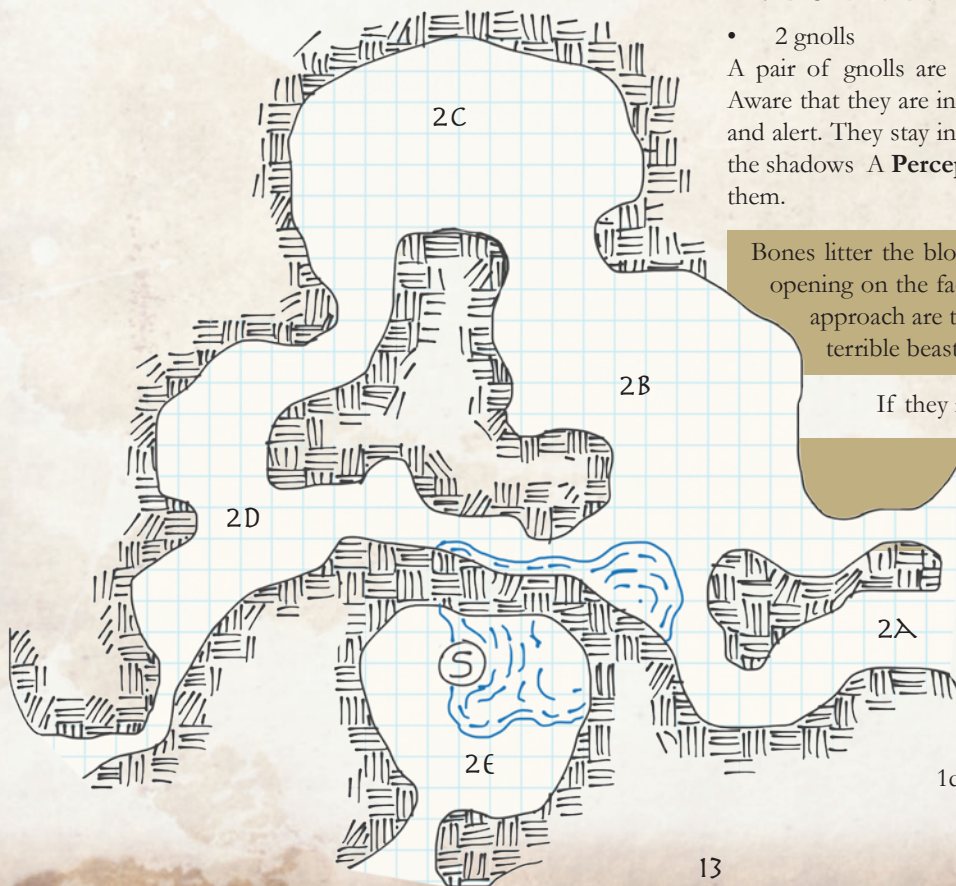 • 2 gnolls
A pair of gnolls are
Aware that they are in
and alert. They stay in
the shadows A Percep
them.
Bones litter the blo
opening on the fa
approach are t
terrible beast
If they
2C
2B
2D
2A
S
2E
1d
13